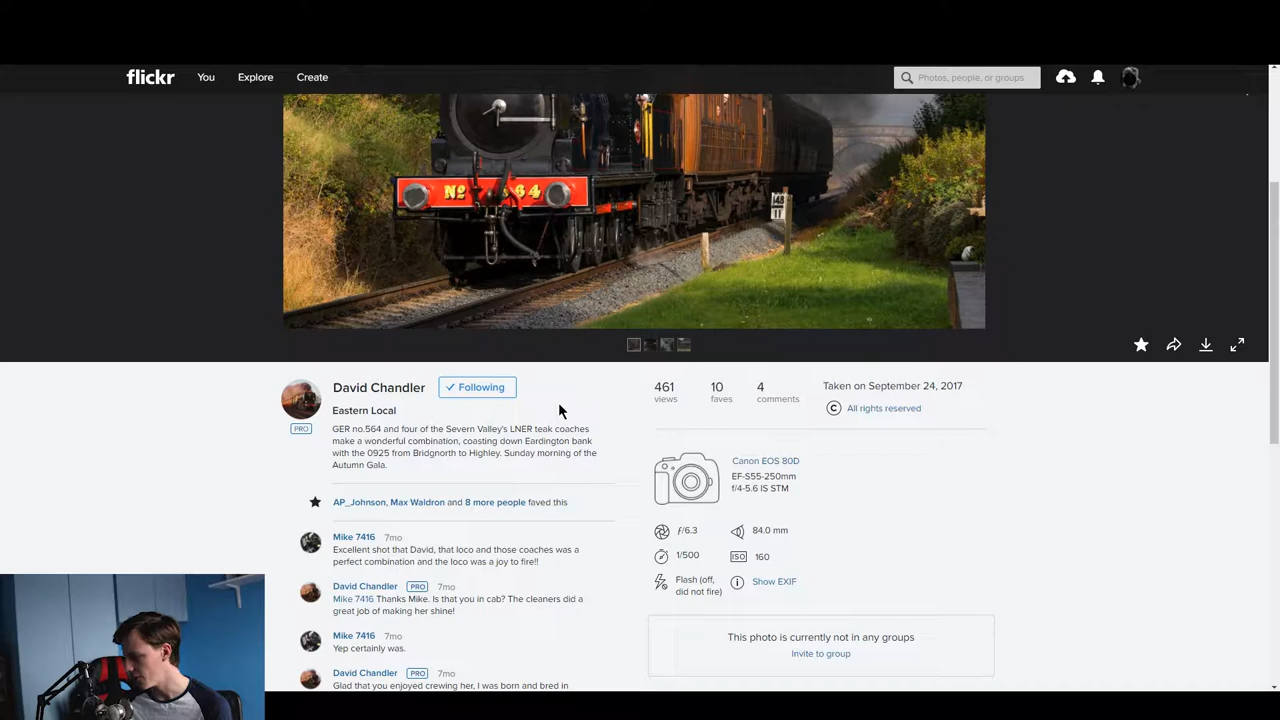 flickr You Explore Create Photos, people, or groups
No 564
148
11
David Chandler Following
PRO
Eastern Local
GER no.564 and four of the Severn Valley's LNER teak coaches
make a wonderful combination, coasting down Eardington bank
with the 0925 from Bridgnorth to Highley. Sunday morning of the
Autumn Gala.
AP_Johnson, Max Waldron and 8 more people faved this
Mike 7416 7mo
Excellent shot that David, that loco and those coaches was a
perfect combination and the loco was a joy to fire!!
David Chandler PRO 7mo
Mike 7416 Thanks Mike. Is that you in cab? The cleaners did a
great job of making her shine!
Mike 7416 7mo
Yep certainly was.
David Chandler PRO 7mo
Glad that you enjoyed crewing her, I was born and bred in
461 10 4
views faves comments
Taken on September 24, 2017
C All rights reserved
Canon EOS 80D
EF-S55-250mm
f/4-5.6 IS STM
ƒ/6.3 84.0 mm
1/500 ISO 160
Flash (off,
did not fire)
Show EXIF
This photo is currently not in any groups
Invite to group